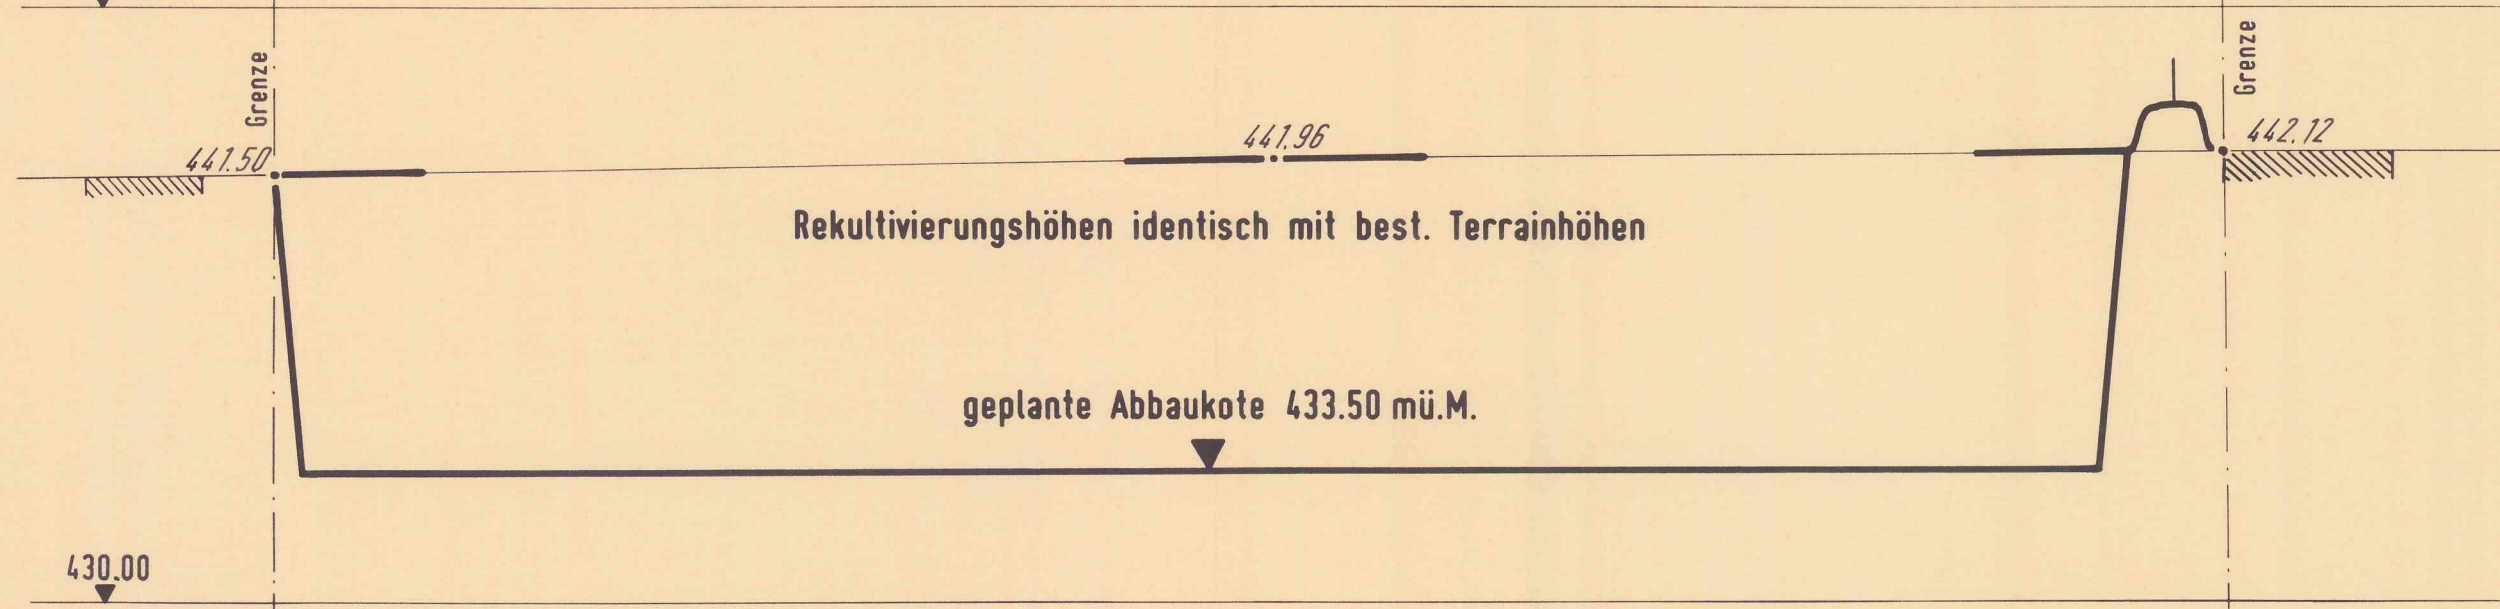 Grenze
Grenze
441.50
441.96
442.12
Rekultivierungshöhen identisch mit best. Terrainhöhen
geplante Abbaukote 433.50 mü.M.
430.00